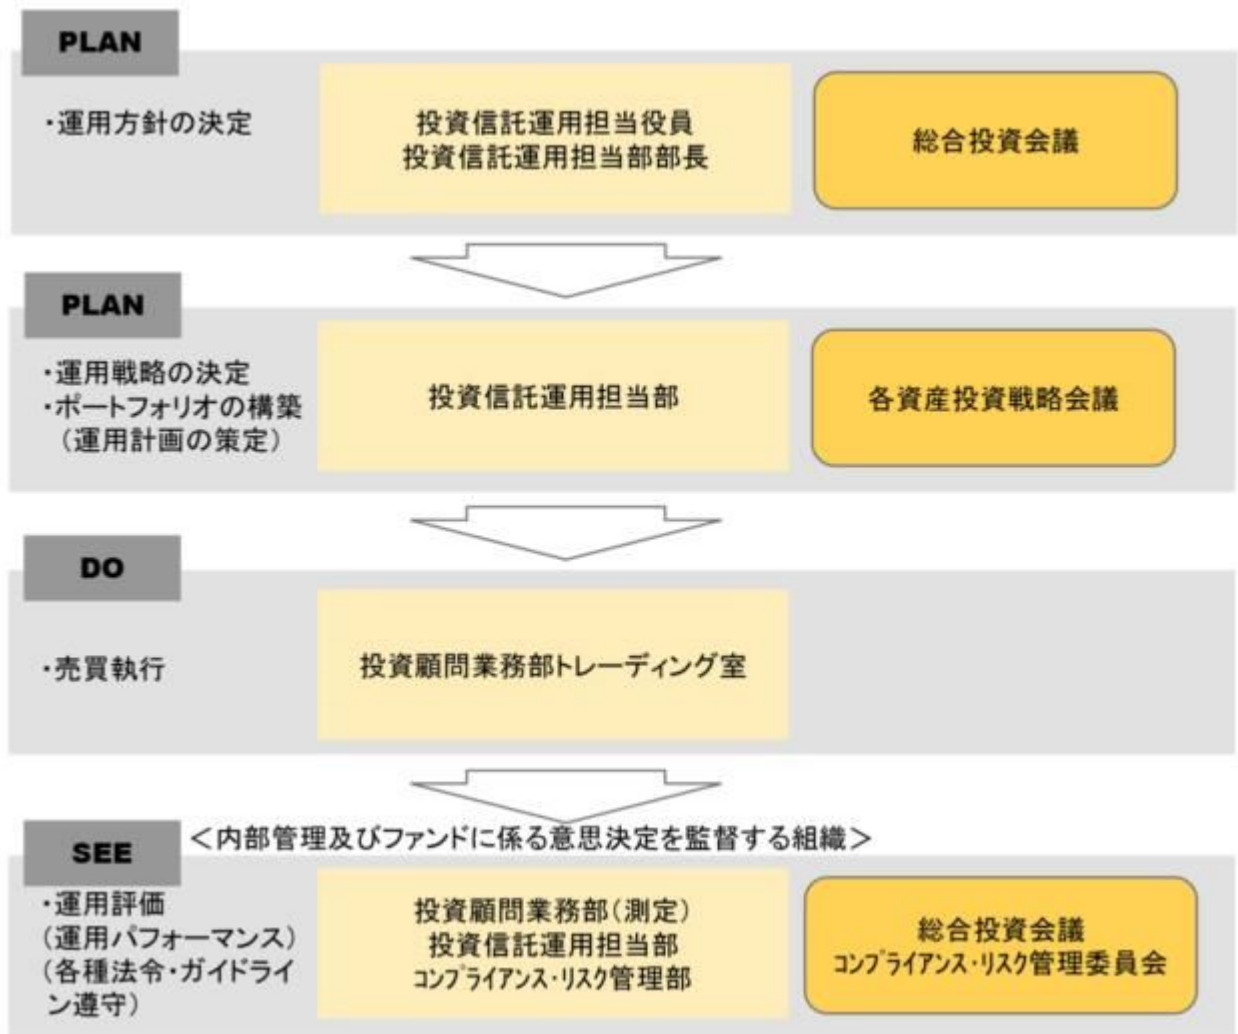 PLAN
・運用方針の決定
投資信託運用担当役員
投資信託運用担当部部長
総合投資会議
PLAN
・運用戦略の決定
・ポートフォリオの構築
（運用計画の策定）
投資信託運用担当部
各資産投資戦略会議
DO
・売買執行
投資顧問業務部トレーディング室
＜内部管理及びファンドに係る意思決定を監督する組織＞
SEE
・運用評価
（運用パフォーマンス）
（各種法令・ガイドライ
ン遵守）
投資顧問業務部（測定）
投資信託運用担当部
ｺﾝﾌﾟﾗｲｱﾝｽ・ﾘｽｸ管理部
総合投資会議
ｺﾝﾌﾟﾗｲｱﾝｽ・ﾘｽｸ管理委員会